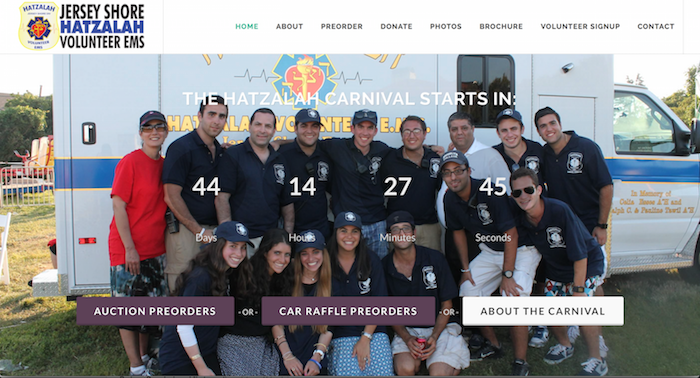 HATZALAH
VOLUNTEER
EMS
JERSEY SHORE
HATZALAH
VOLUNTEER EMS
HOME ABOUT PREORDER DONATE PHOTOS BROCHURE VOLUNTEER SIGNUP CONTACT
THE HATZALAH CARNIVAL STARTS IN:
HATZALAH VOLUNTEER E.M.S.
44 14 27 45
Days Hours Minutes Seconds
In Memory of
AUCTION PREORDERS - OR - CAR RAFFLE PREORDERS - OR - ABOUT THE CARNIVAL